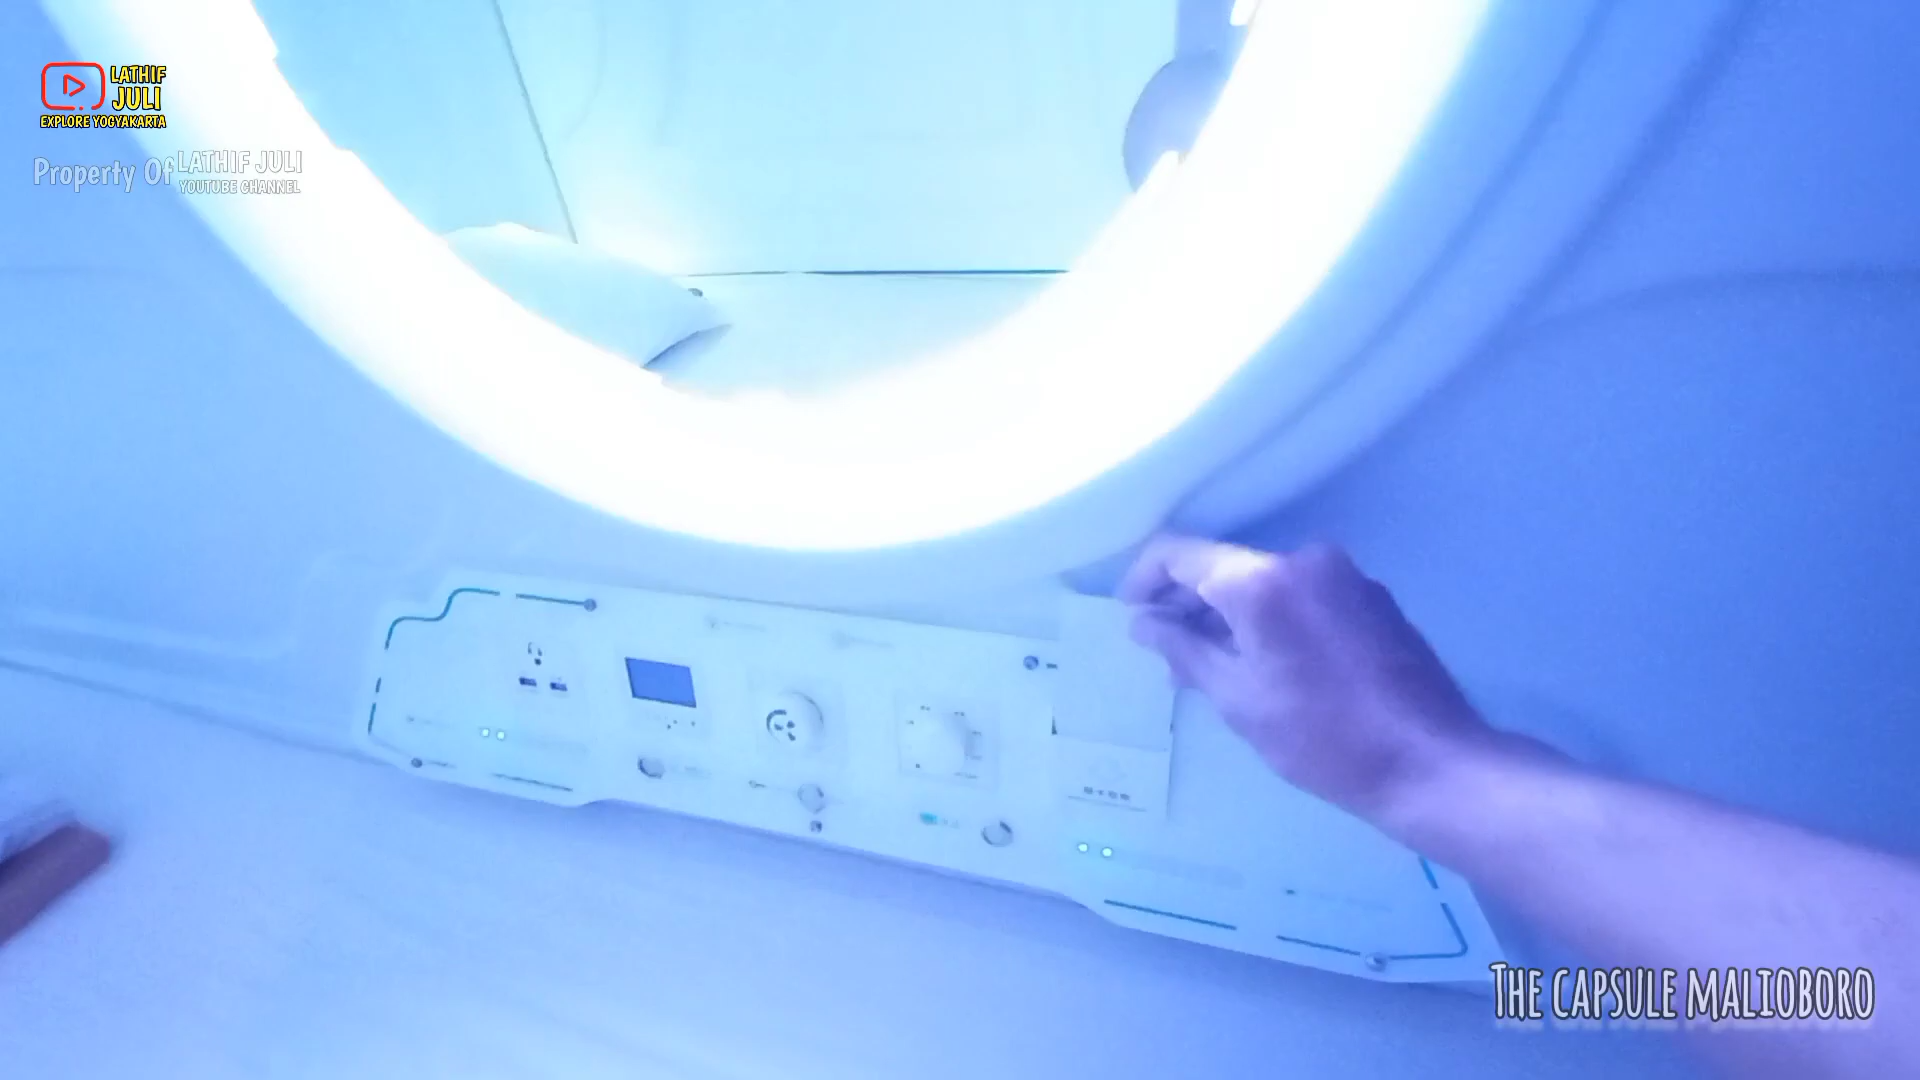 LATHIF
JULI
EXPLORE YOGYAKARTA
Property Of LATHIF JULI
YOUTUBE CHANNEL
THE CAPSULE MALIOBORO